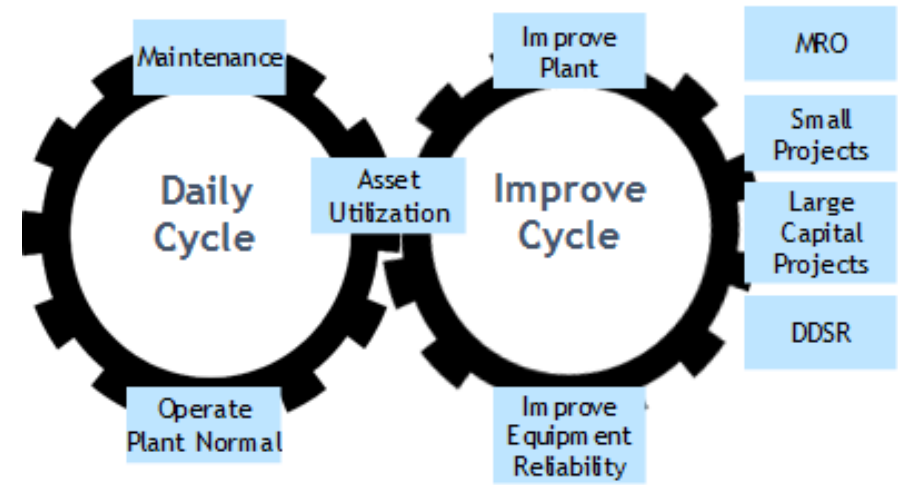 Maintenance
Daily
Cycle
Operate
Plant Normal
Asset
Utilization
Improve
Plant
Improve
Cycle
Improve
Equipment
Reliability
MRO
Small
Projects
Large
Capital
Projects
DDSR